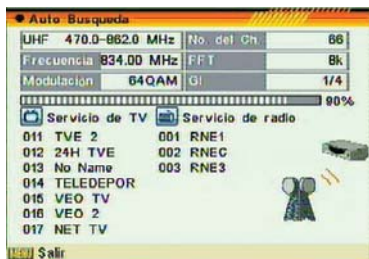 Auto Busqueda
UHF 470.0-862.0 MHz No. del Ch. 66
Frecuencia 834.00 MHz FFT 8k
Modulación 64QAM GI 1/4
90%
Servicio de TV Servicio de radio
011 TVE 2 001 RNE1
012 24H TVE 002 RNEC
013 No Name 003 RNE3
014 TELEDEPOR
015 VEO TV
016 VEO 2
017 NET TV
MENU Salir